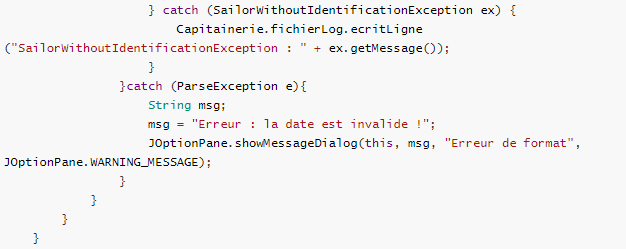 } catch (SailorWithoutIdentificationException ex) {
Capitainerie.fichierLog.ecritLigne
("SailorWithoutIdentificationException : " + ex.getMessage());
}
}catch (ParseException e){
String msg;
msg = "Erreur : la date est invalide !";
JOptionPane.showMessageDialog(this, msg, "Erreur de format",
JOptionPane.WARNING_MESSAGE);
}
}
}
}